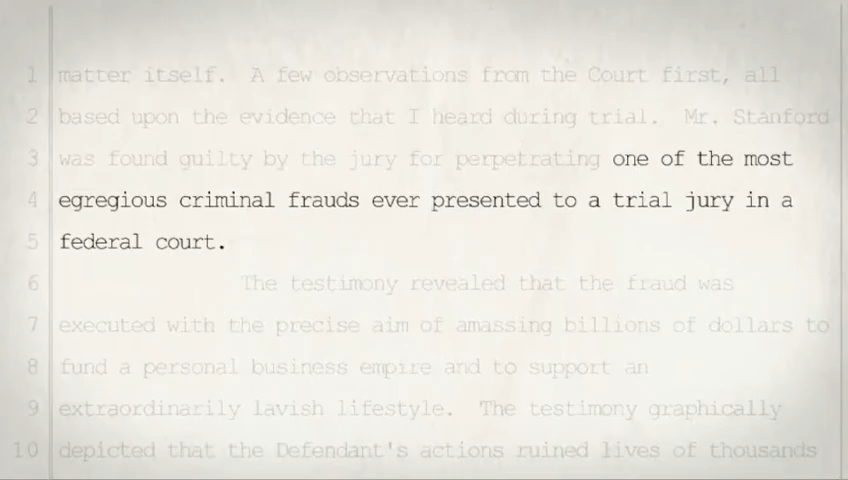 1 matter itself. A few observations from the Court first, all
2 based upon the evidence that I heard during trial. Mr. Stanford
3 was found guilty by the jury for perpetrating one of the most
4 egregious criminal frauds ever presented to a trial jury in a
5 federal court.
6 The testimony revealed that the fraud was
7 executed with the precise aim of amassing billions of dollars to
8 fund a personal business empire and to support an
9 extraordinarily lavish lifestyle. The testimony graphically
10 depicted that the Defendant's actions ruined lives of thousands